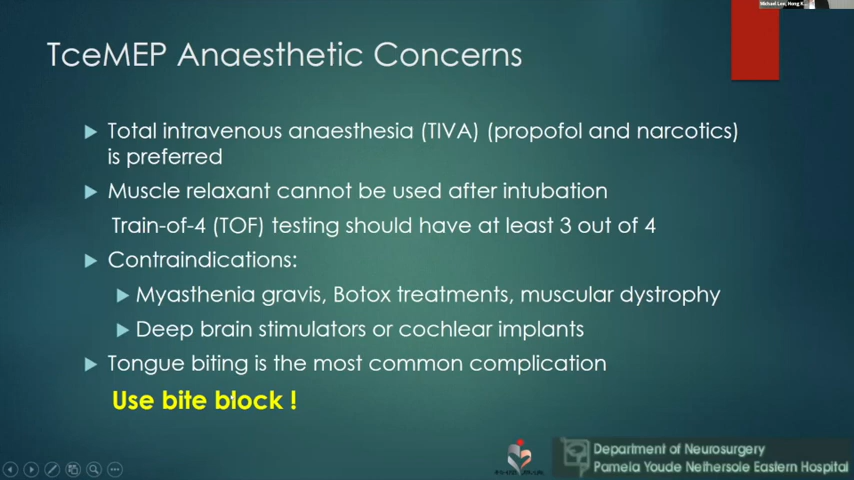 Michael Lee, Hong K...
TceMEP Anaesthetic Concerns
Total intravenous anaesthesia (TIVA) (propofol and narcotics)
is preferred
Muscle relaxant cannot be used after intubation
Train-of-4 (TOF) testing should have at least 3 out of 4
Contraindications:
Myasthenia gravis, Botox treatments, muscular dystrophy
Deep brain stimulators or cochlear implants
Tongue biting is the most common complication
Use bite block !
Department of Neurosurgery
Pamela Youde Nethersole Eastern Hospital